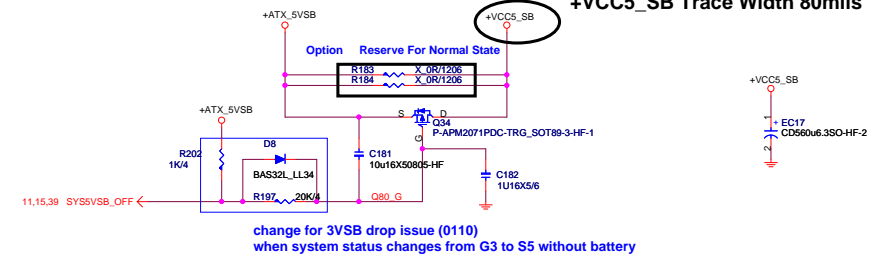 +VCC5_SB Trace Width 80mils
+ATX_5VSB
+VCC5_SB
Option Reserve For Normal State
R183 X_0R/1206
R184 X_0R/1206
+VCC5_SB
+ATX_5VSB
S D
G
Q34
P-APM2071PDC-TRG_SOT89-3-HF-1
1
+ EC17
CD560u6.3SO-HF-2
2
R202
1K/4
D8
BAS32L_LL34
C181
10u16X50805-HF
C182
1U16X5/6
11,15,39 SYS5VSB_OFF
R197 20K/4
Q80_G
change for 3VSB drop issue (0110)
when system status changes from G3 to S5 without battery